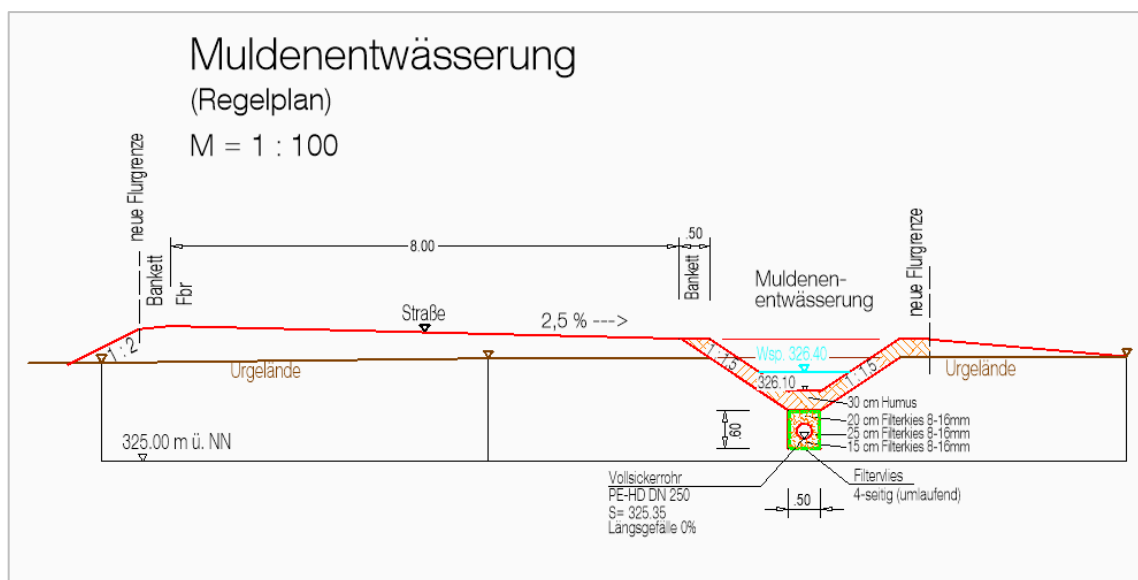 Muldenentwässerung
(Regelplan)
M = 1 : 100
neue Flurgrenze
Bankett
Fbr
8.00
.50
Bankett
Muldenen-
entwässerung
neue Flurgrenze
Straße
2,5 % --->
1 : 2
Urgelände
1 : 1,5
Wsp. 326.40
326.10
1 : 1,5
Urgelände
30 cm Humus
20 cm Filterkies 8-16mm
25 cm Filterkies 8-16mm
15 cm Filterkies 8-16mm
.60
325.00 m ü. NN
Vollsickerrohr
PE-HD DN 250
S= 325.35
Längsgefälle 0%
.50
Filtervlies
4-seitig (umlaufend)